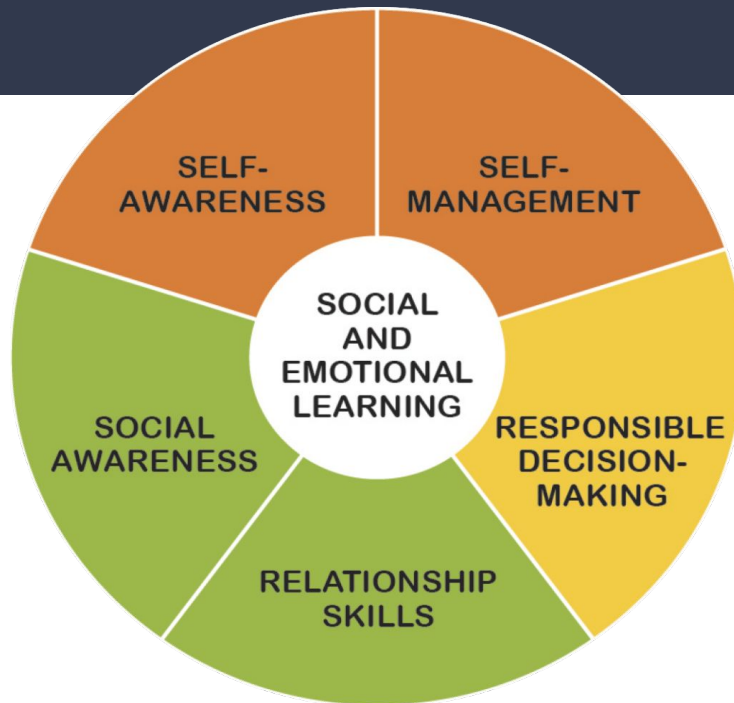 SELF-
AWARENESS
SELF-
MANAGEMENT
SOCIAL
AND
EMOTIONAL
LEARNING
SOCIAL
AWARENESS
RESPONSIBLE
DECISION-
MAKING
RELATIONSHIP
SKILLS